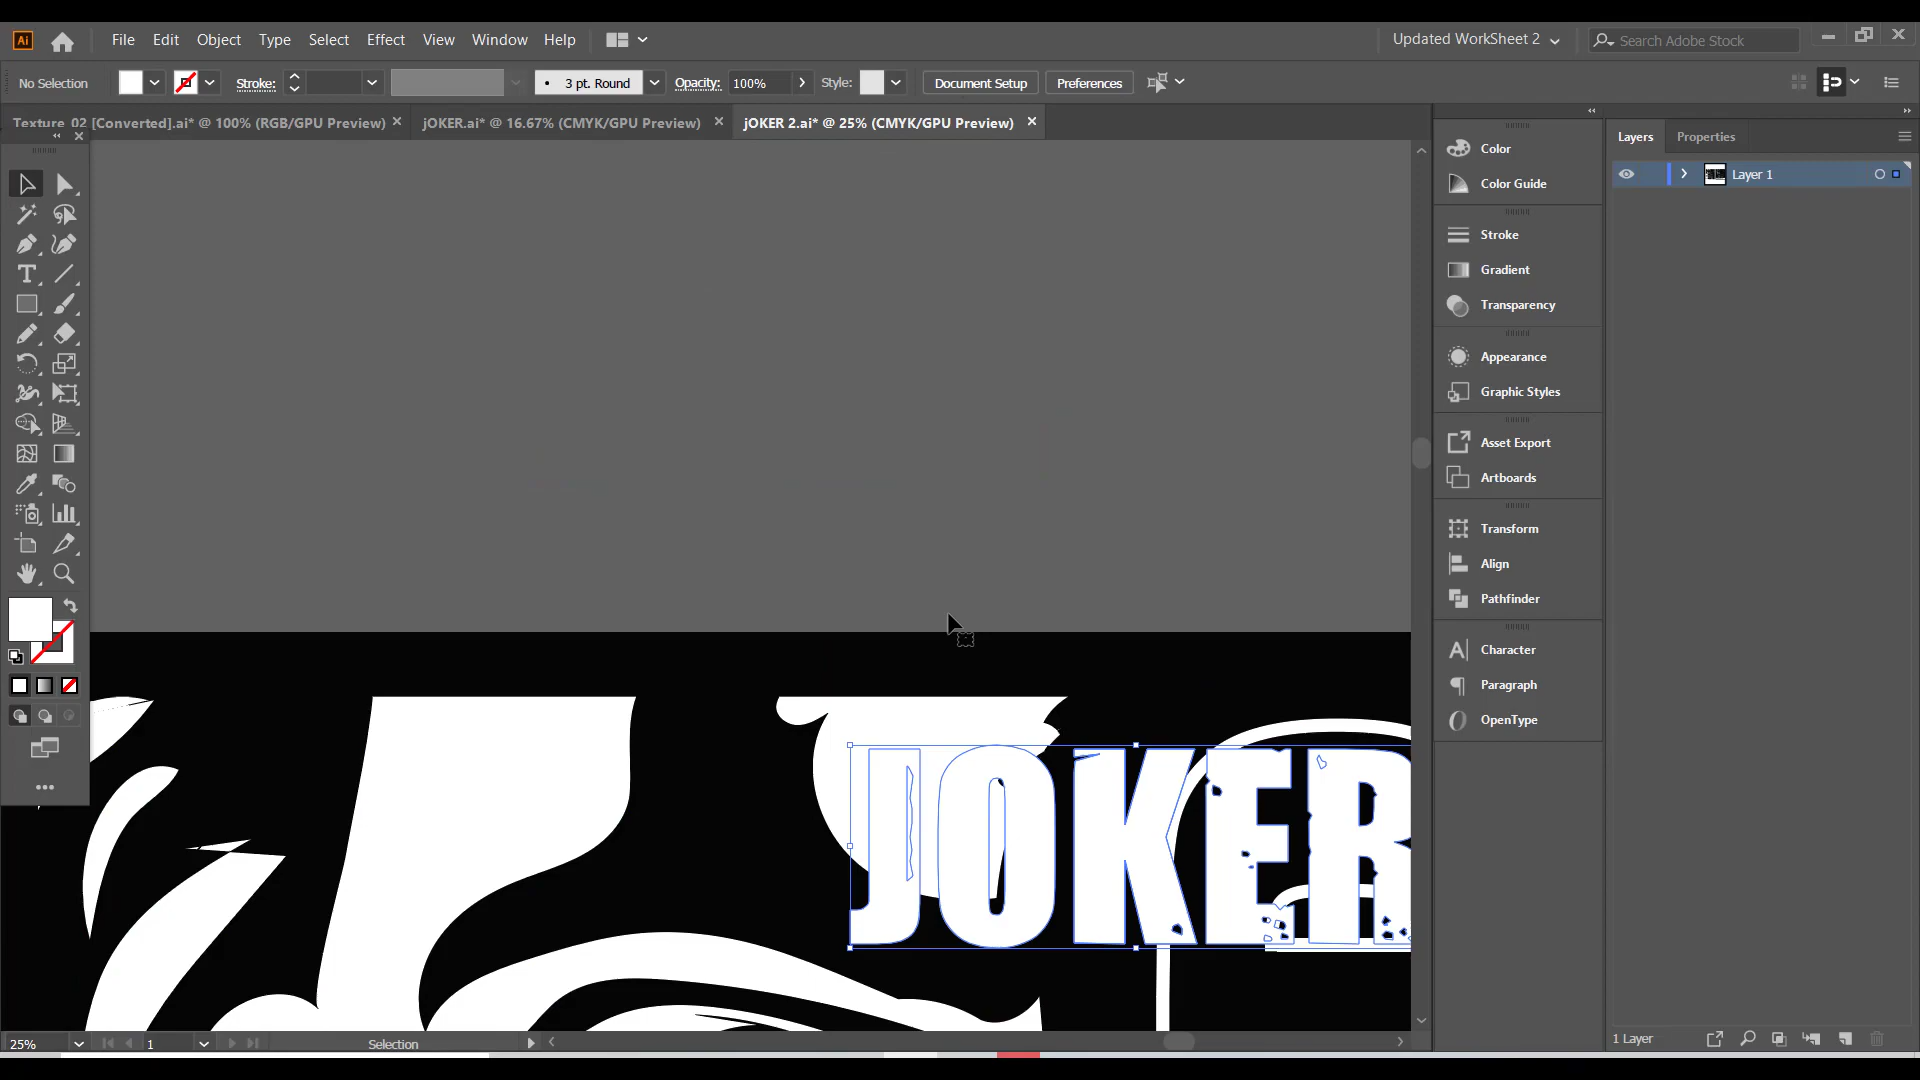 Ai File Edit Object Type Select Effect View Window Help Updated WorkSheet 2 Search Adobe Stock
No Selection Stroke: 3 pt. Round Opacity: 100% Style: Document Setup Preferences
Texture_02 [Converted].ai* @ 100% (RGB/GPU Preview) jOKER.ai* @ 16.67% (CMYK/GPU Preview) jOKER 2.ai* @ 25% (CMYK/GPU Preview)
Layers Properties
Layer 1
Color
Color Guide
Stroke
Gradient
Transparency
Appearance
Graphic Styles
Asset Export
Artboards
Transform
Align
Pathfinder
Character
Paragraph
OpenType
JOKER
25% 1 Selection
1 Layer